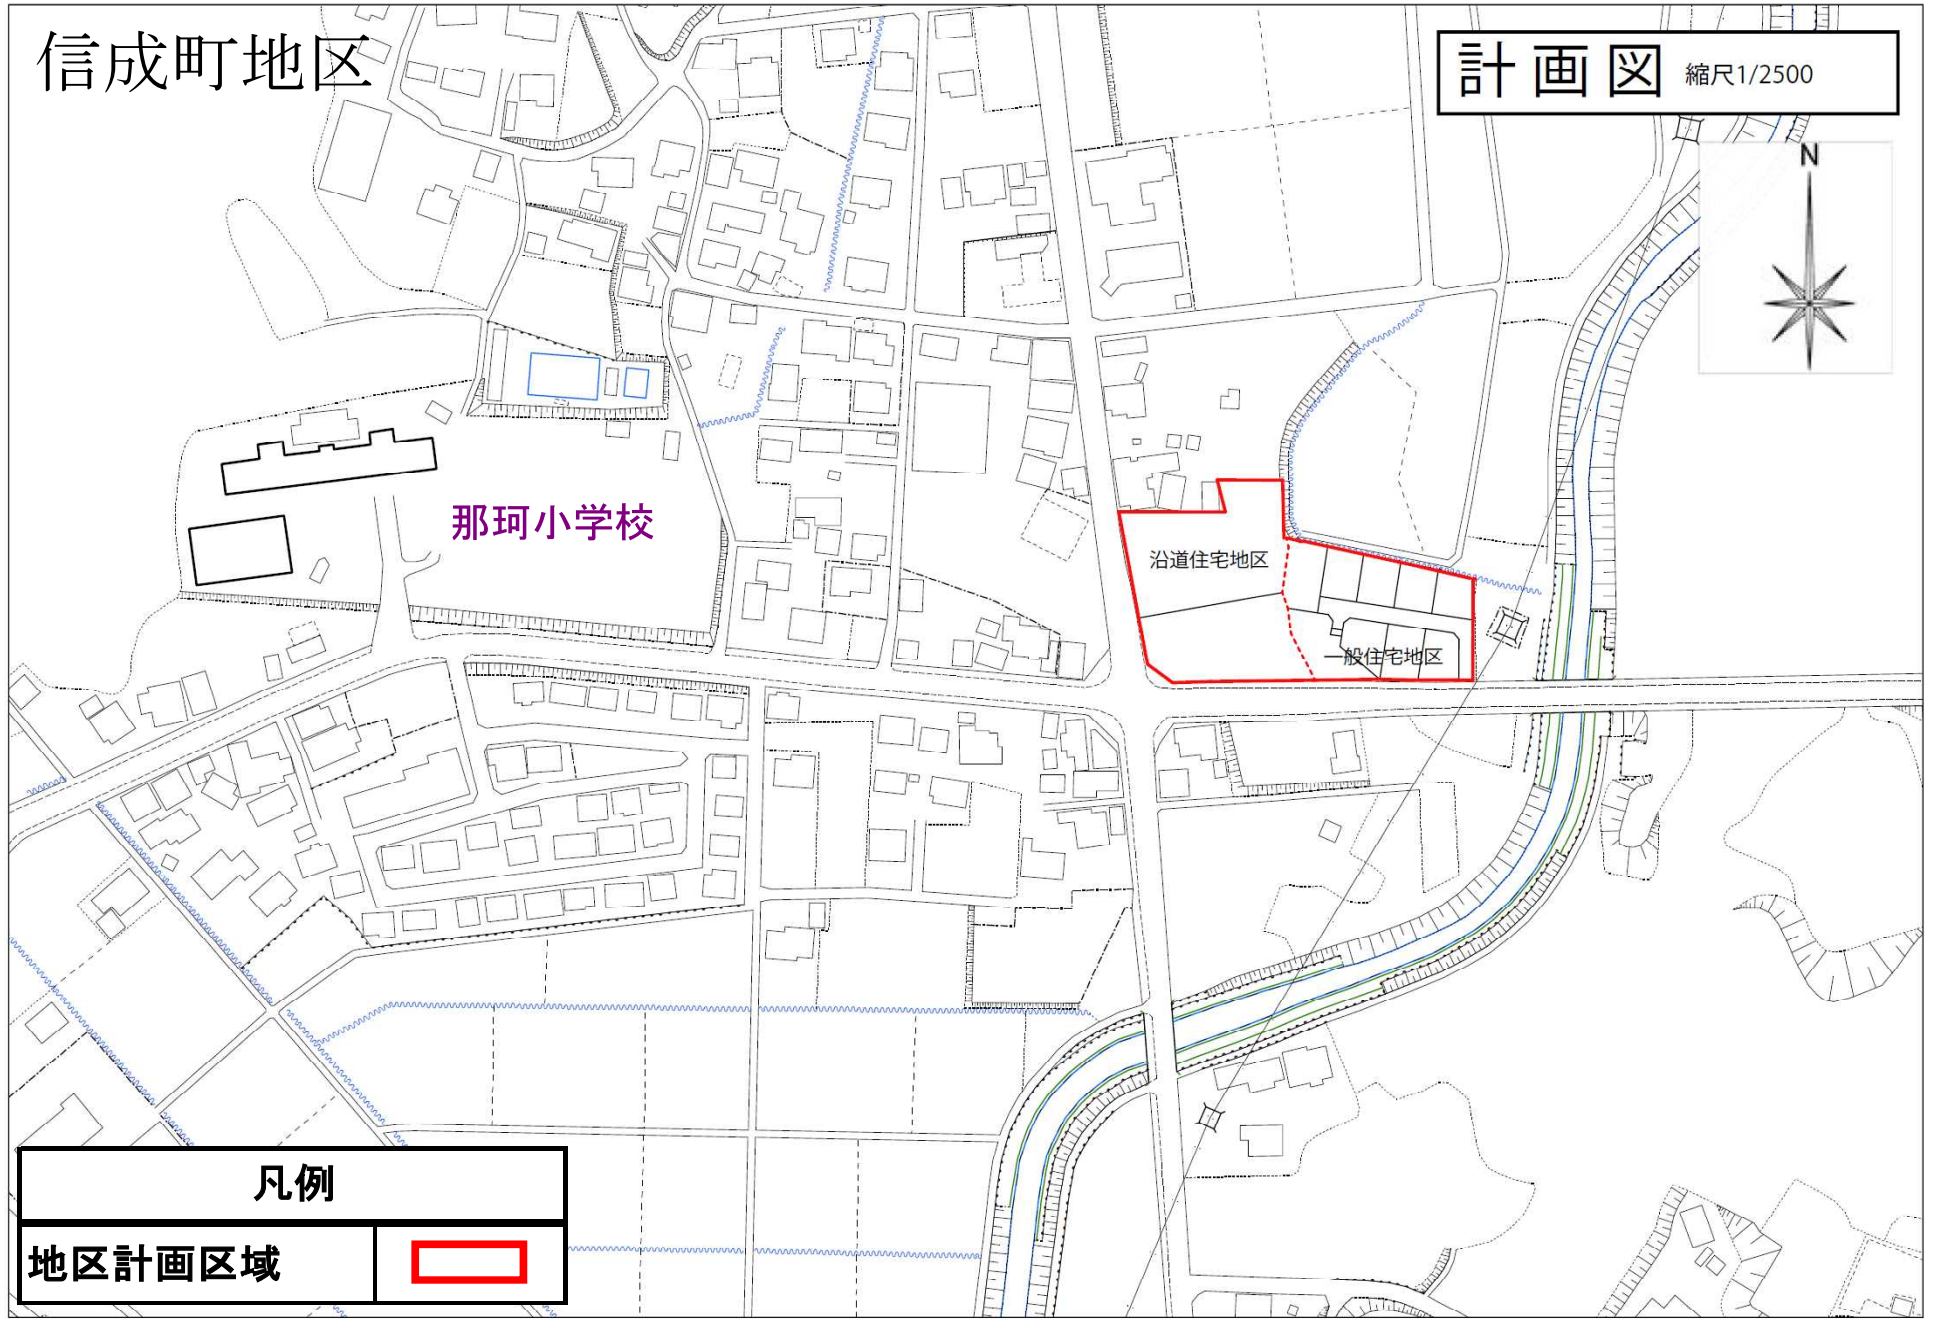 信成町地区
計画図 縮尺1/2500
N
那珂小学校
沿道住宅地区
一般住宅地区
凡例
地区計画区域